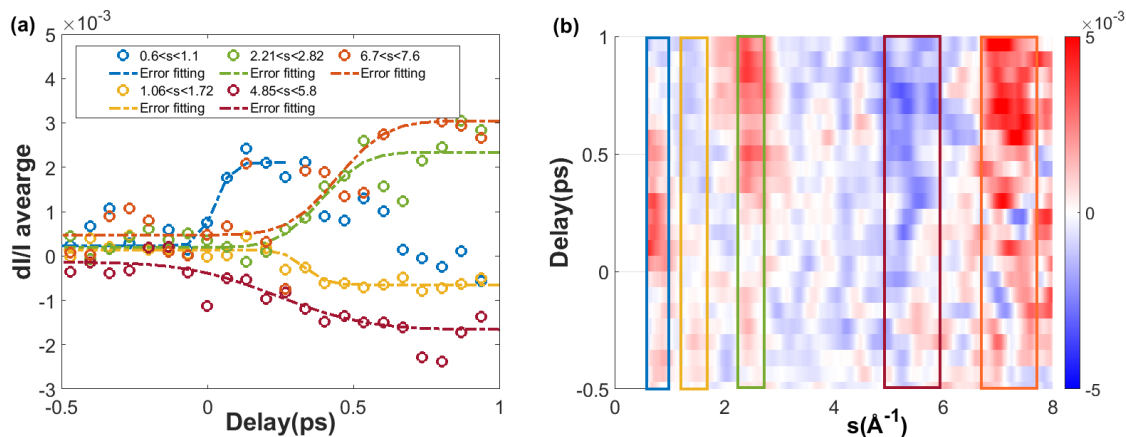 (a)
×10⁻³
5
4
3
2
1
0
-1
-2
-3
dI/I avearge
0.6<s<1.1 2.21<s<2.82 6.7<s<7.6
Error fitting Error fitting Error fitting
1.06<s<1.72 4.85<s<5.8
Error fitting Error fitting
-0.5 0 0.5 1
Delay(ps)
(b)
×10⁻³
1
0.5
0
-0.5
Delay(ps)
0 2 4 6 8
s(Å⁻¹)
5
0
-5